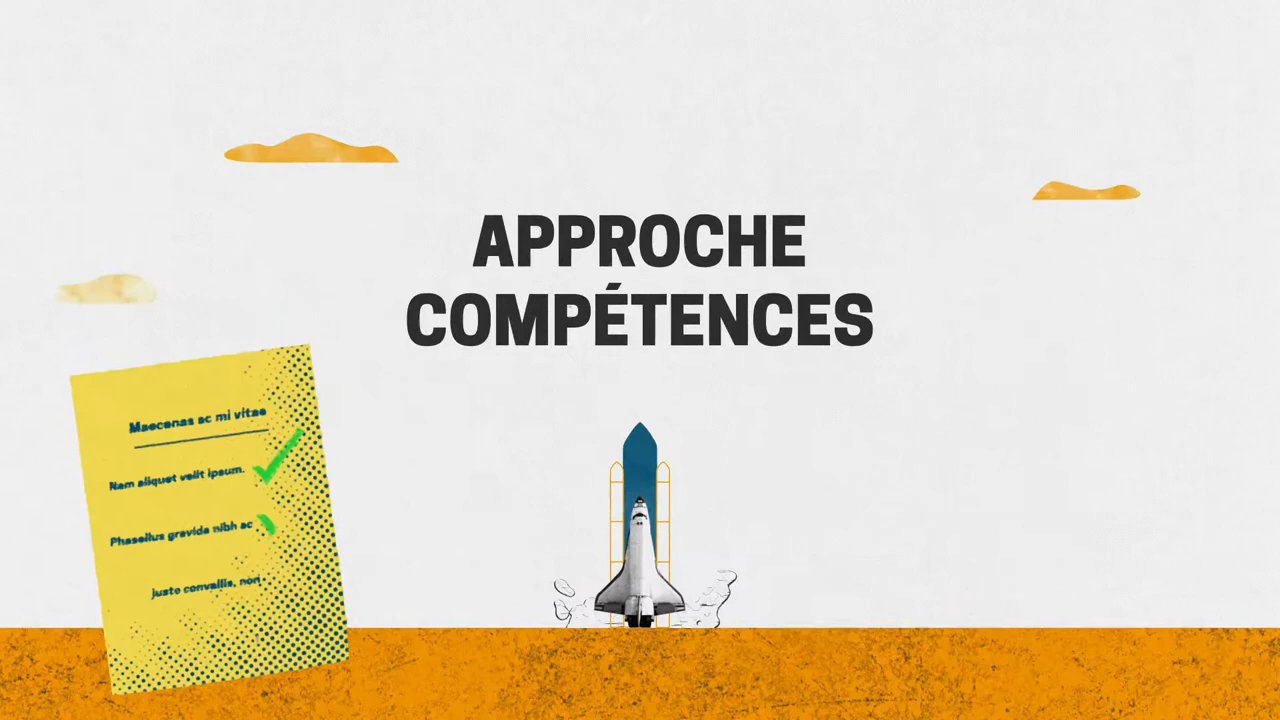 APPROCHE
COMPÉTENCES
Maecenas ac mi vitae
Nam aliquet velit ipsum.
Phasellus gravida nibh ac
justo convallis, non